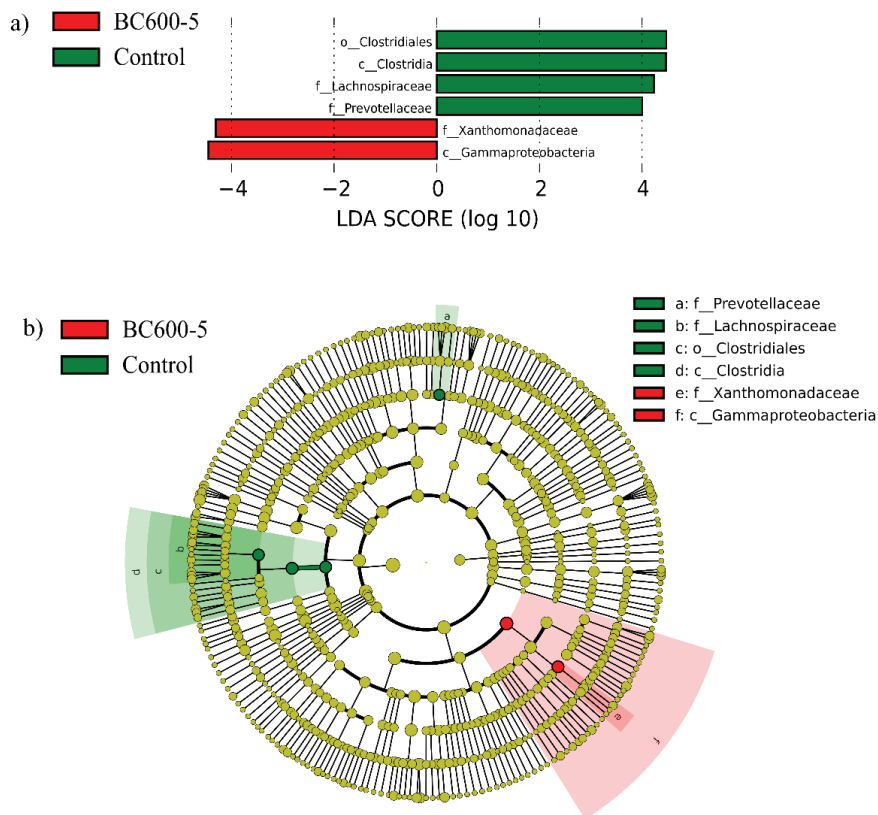 a)
BC600-5
Control
o__Clostridiales
c__Clostridia
f__Lachnospiraceae
f__Prevotellaceae
f__Xanthomonadaceae
c__Gammaproteobacteria
−4 −2 0 2 4
LDA SCORE (log 10)
b)
BC600-5
Control
a: f__Prevotellaceae
b: f__Lachnospiraceae
c: o__Clostridiales
d: c__Clostridia
e: f__Xanthomonadaceae
f: c__Gammaproteobacteria
a
d c b
e
f